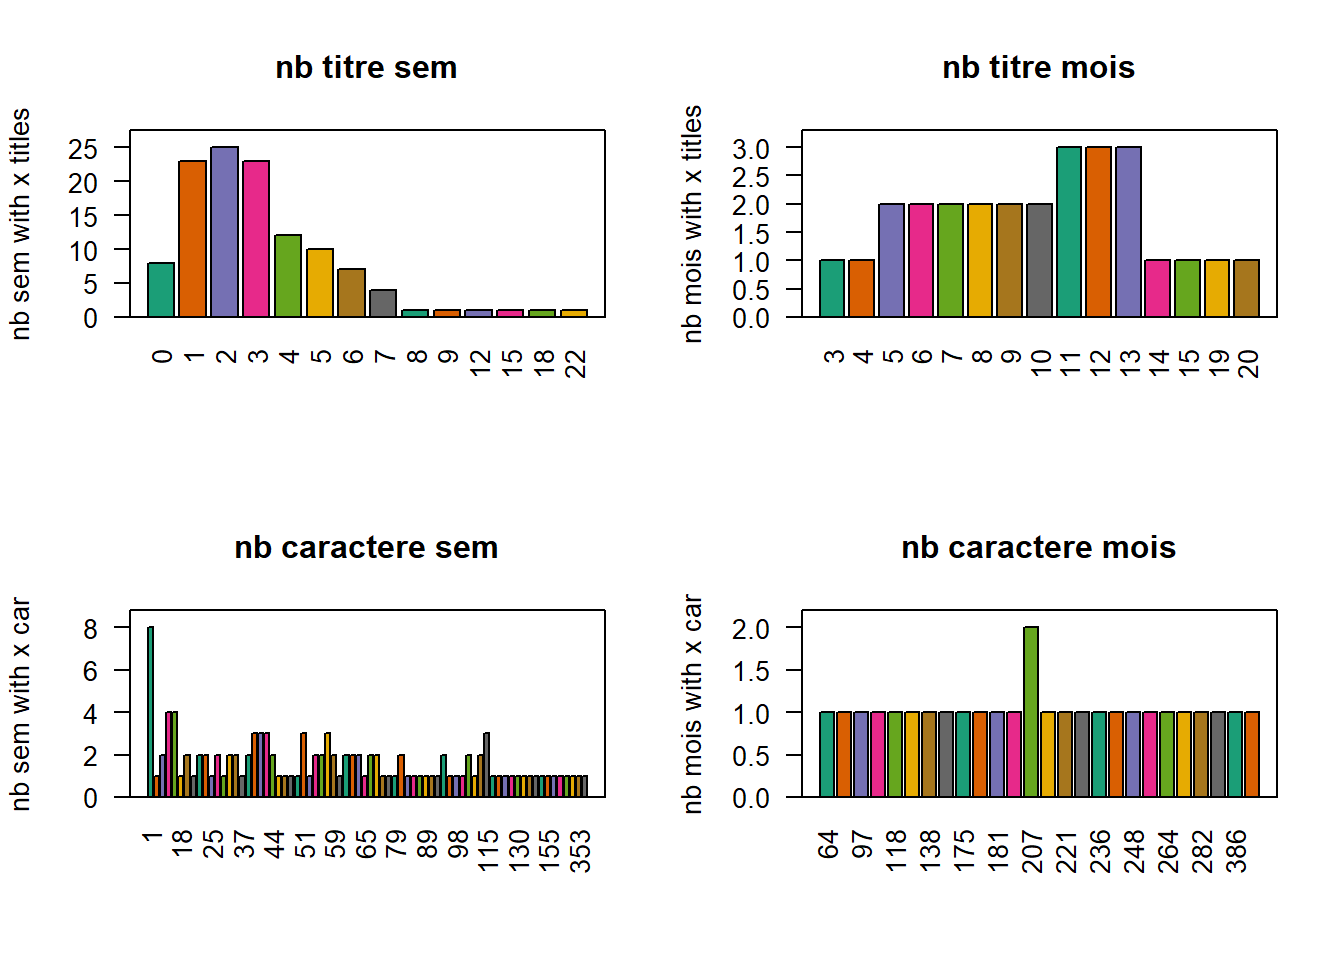 nb titre sem
nb sem with x titles
25
20
15
10
5
0
0 1 2 3 4 5 6 7 8 9 12 15 18 22
nb titre mois
nb mois with x titles
3.0
2.5
2.0
1.5
1.0
0.5
0.0
3 4 5 6 7 8 9 10 11 12 13 14 15 19 20
nb caractere sem
nb sem with x car
8
6
4
2
0
1 18 25 37 44 51 59 65 79 89 98 115 130 155 353
nb caractere mois
nb mois with x car
2.0
1.5
1.0
0.5
0.0
64 97 118 138 175 181 207 221 236 248 264 282 386